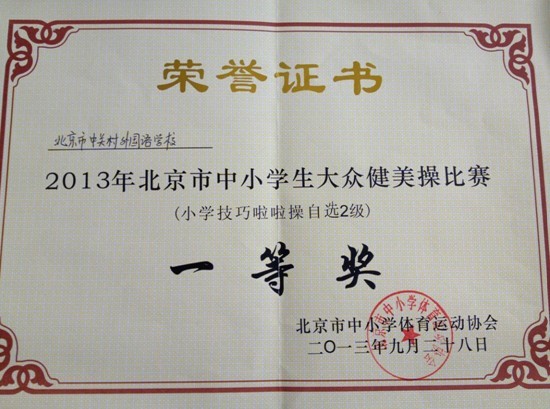 荣誉证书
北京市中关村外国语学校
2013年北京市中小学生大众健美操比赛
(小学技巧啦啦操自选2级)
一等奖
北京市中小学体育运动协会
二〇一三年九月二十八日